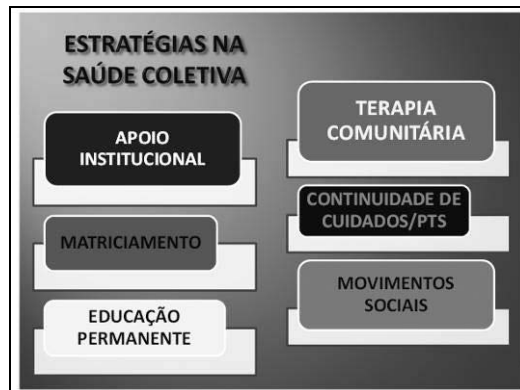 ESTRATÉGIAS NA
SAÚDE COLETIVA
APOIO
INSTITUCIONAL
MATRICIAMENTO
EDUCAÇÃO
PERMANENTE
TERAPIA
COMUNITÁRIA
CONTINUIDADE DE
CUIDADOS/PTS
MOVIMENTOS
SOCIAIS